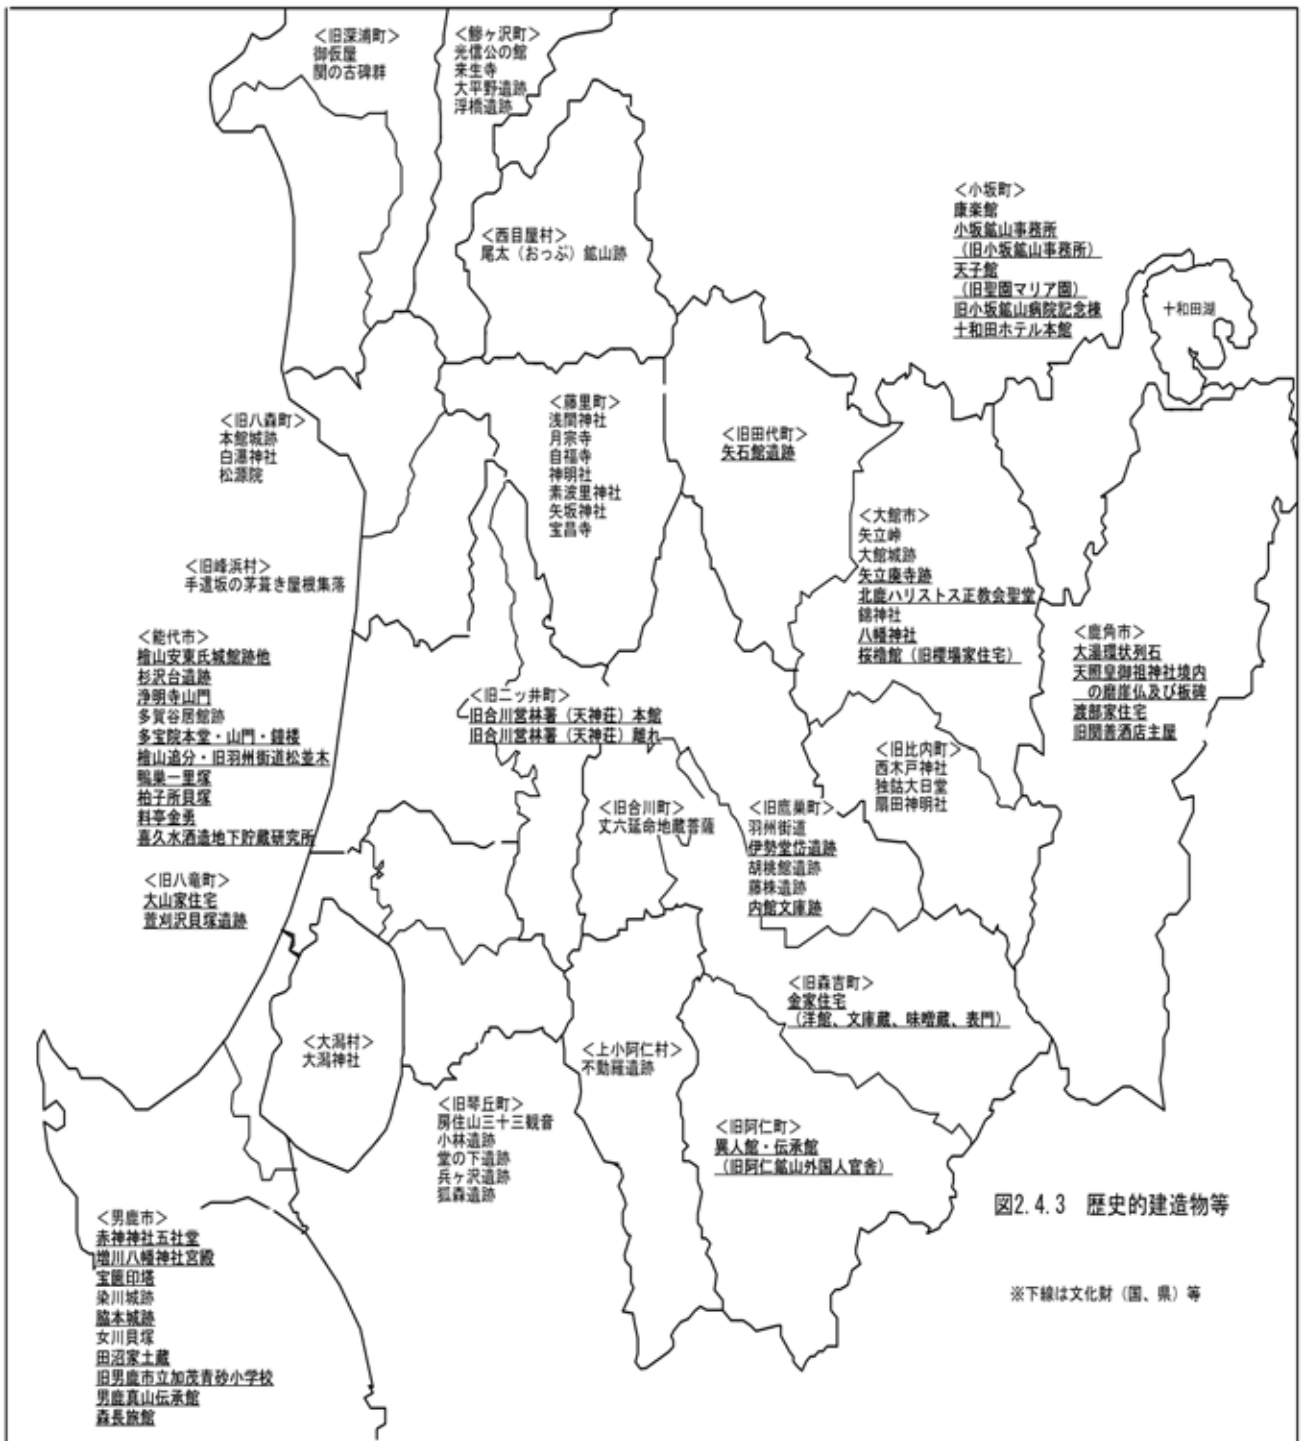 ＜旧深浦町＞
御仮屋
関の古碑群
＜鰺ヶ沢町＞
光信公の館
来生寺
大平野遺跡
浮橋遺跡
＜西目屋村＞
尾太（おっぷ）鉱山跡
＜小坂町＞
康楽館
小坂鉱山事務所
（旧小坂鉱山事務所）
天子館
（旧聖園マリア園）
旧小坂鉱山病院記念棟
十和田ホテル本館
十和田湖
＜旧八森町＞
本館城跡
白瀑神社
松源院
＜藤里町＞
浅間神社
月宗寺
自福寺
神明社
素波里神社
矢坂神社
宝昌寺
＜旧田代町＞
矢石館遺跡
＜大館市＞
矢立峠
大館城跡
矢立廃寺跡
北鹿ハリストス正教会聖堂
錦神社
八幡神社
桜櫓館（旧櫻場家住宅）
＜旧峰浜村＞
手這坂の茅葺き屋根集落
＜能代市＞
檜山安東氏城館跡他
杉沢台遺跡
浄明寺山門
多賀谷居館跡
多宝院本堂・山門・鐘楼
檜山追分・旧羽州街道松並木
鴨巣一里塚
柏子所貝塚
料亭金勇
喜久水酒造地下貯蔵研究所
＜旧二ッ井町＞
旧合川営林署（天神荘）本館
旧合川営林署（天神荘）離れ
＜鹿角市＞
大湯環状列石
天照皇御祖神社境内
の磨崖仏及び板碑
渡部家住宅
旧関善酒店主屋
＜旧比内町＞
西木戸神社
独鈷大日堂
扇田神明社
＜旧合川町＞
丈六延命地蔵菩薩
＜旧鷹巣町＞
羽州街道
伊勢堂岱遺跡
胡桃館遺跡
藤株遺跡
内館文庫跡
＜旧八竜町＞
大山家住宅
萱刈沢貝塚遺跡
＜旧森吉町＞
金家住宅
（洋館、文庫蔵、味噌蔵、表門）
＜大潟村＞
大潟神社
＜上小阿仁村＞
不動羅遺跡
＜旧琴丘町＞
房住山三十三観音
小林遺跡
堂の下遺跡
兵ヶ沢遺跡
狐森遺跡
＜旧阿仁町＞
異人館・伝承館
（旧阿仁鉱山外国人官舎）
＜男鹿市＞
赤神神社五社堂
増川八幡神社宮殿
宝篋印塔
染川城跡
脇本城跡
女川貝塚
田沼家土蔵
旧男鹿市立加茂青砂小学校
男鹿真山伝承館
森長旅館
図2.4.3　歴史的建造物等
※下線は文化財（国、県）等